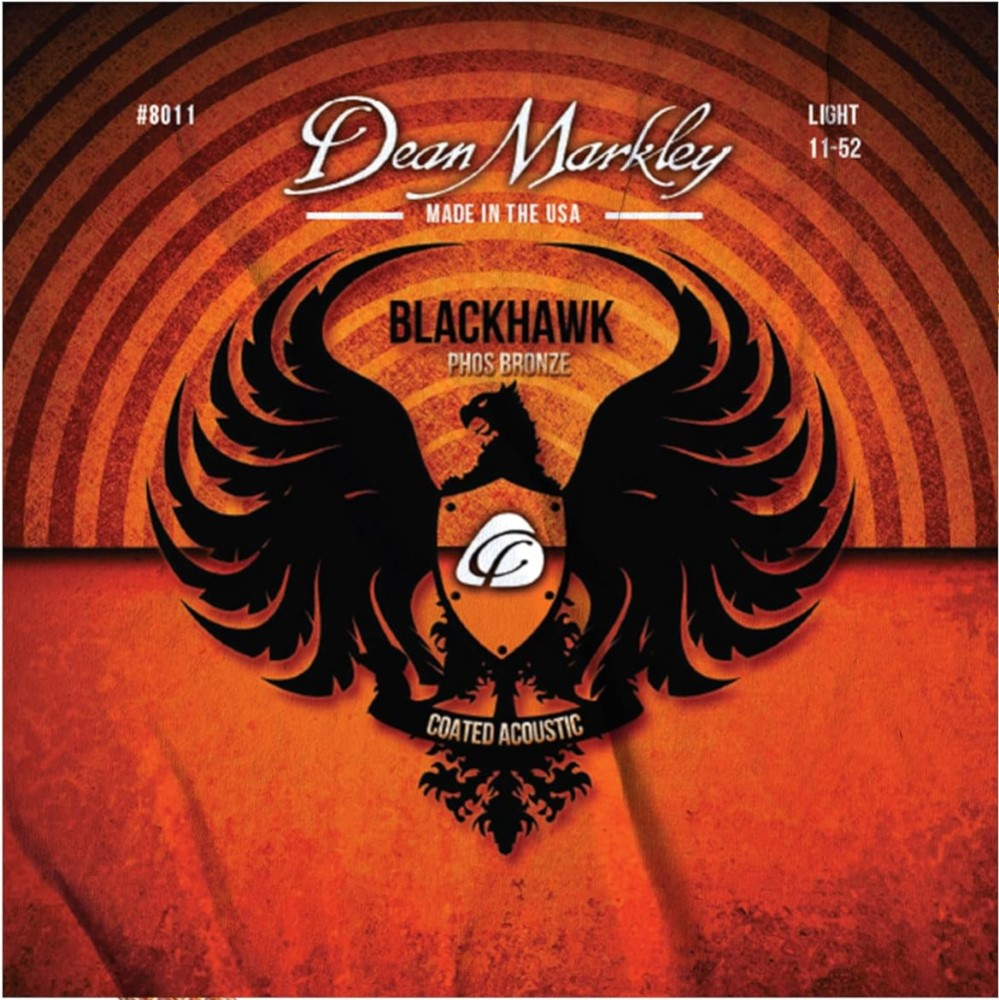 #8011
Dean Markley
LIGHT
11-52
MADE IN THE USA
BLACKHAWK
PHOS BRONZE
COATED ACOUSTIC